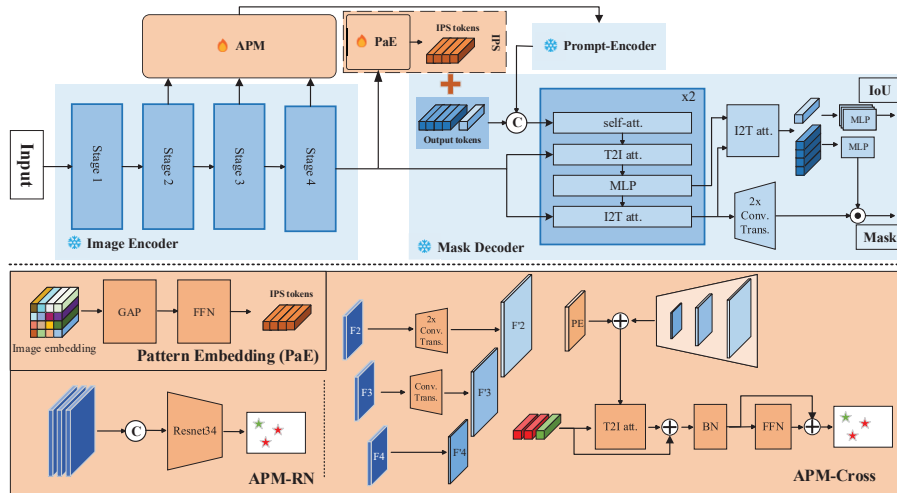 APM
PaE
IPS tokens
IPS
Prompt-Encoder
Input
Stage 1
Stage 2
Stage 3
Stage 4
Image Encoder
Output tokens
C
x2
self-att.
T2I att.
MLP
I2T att.
Mask Decoder
I2T att.
2x
Conv.
Trans.
IoU
MLP
MLP
Mask
Image embedding
GAP
FFN
IPS tokens
Pattern Embedding (PaE)
C
Resnet34
APM-RN
F2
2x
Conv.
Trans.
F'2
F3
Conv.
Trans.
F'3
F4
F'4
PE
T2I att.
BN
FFN
APM-Cross